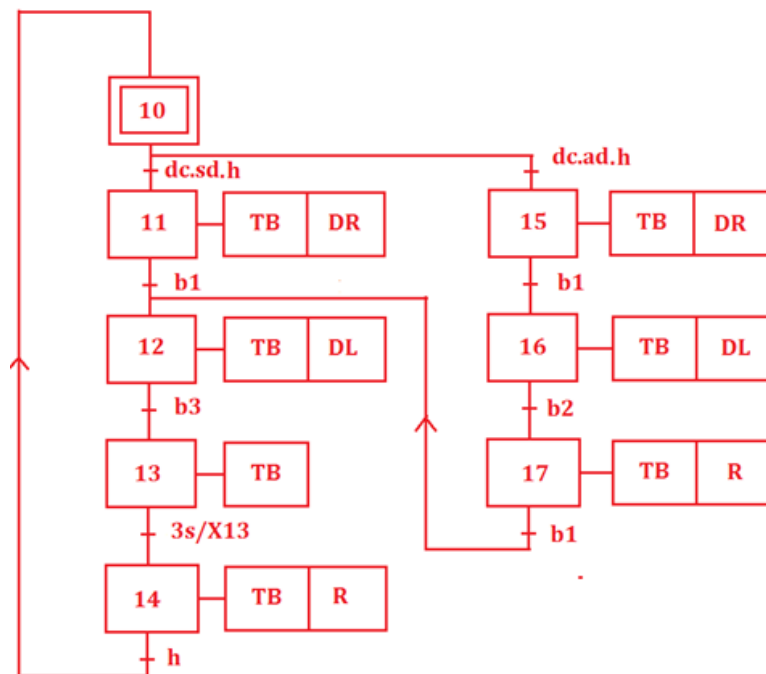 10
dc.sd.h
dc.ad.h
11 TB DR
15 TB DR
b1
b1
12 TB DL
16 TB DL
b3
b2
13 TB
17 TB R
3s/X13
b1
14 TB R
h